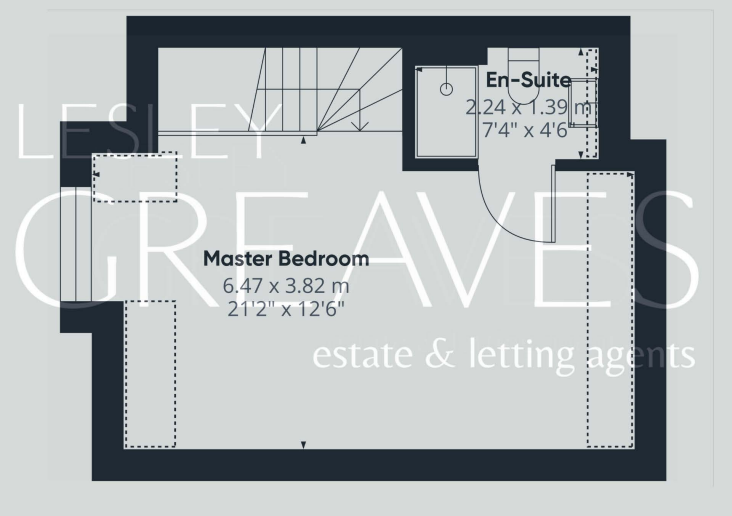 LESLEY
GREAVES
estate & letting agents
En-Suite
2.24 x 1.39 m
7'4" x 4'6"
Master Bedroom
6.47 x 3.82 m
21'2" x 12'6"